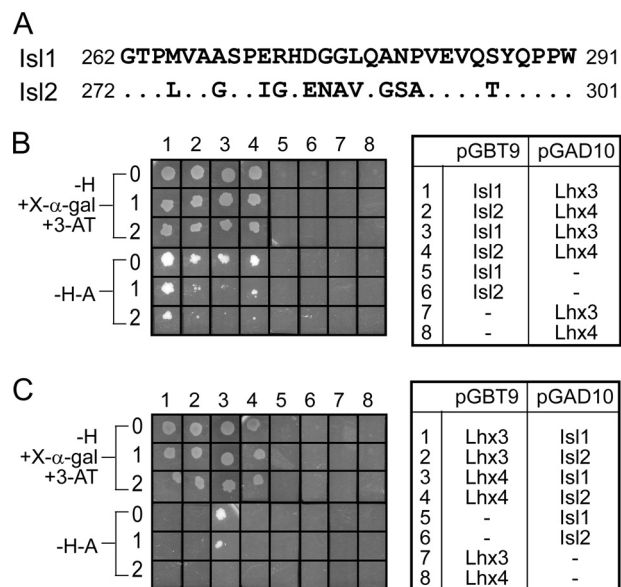 A
Isl1 262 GTPMVAASPERHDGGLQANPVEVQSYQPPW 291
Isl2 272 ...L..G..IG.ENAV.GSA....T..... 301
B
1 2 3 4 5 6 7 8
-H
+X-α-gal
+3-AT
0
1
2
-H-A
0
1
2
pGBT9 pGAD10
1 Isl1 Lhx3
2 Isl2 Lhx4
3 Isl1 Lhx3
4 Isl2 Lhx4
5 Isl1 -
6 Isl2 -
7 - Lhx3
8 - Lhx4
C
1 2 3 4 5 6 7 8
-H
+X-α-gal
+3-AT
0
1
2
-H-A
0
1
2
pGBT9 pGAD10
1 Lhx3 Isl1
2 Lhx3 Isl2
3 Lhx4 Isl1
4 Lhx4 Isl2
5 - Isl1
6 - Isl2
7 Lhx3 -
8 Lhx4 -